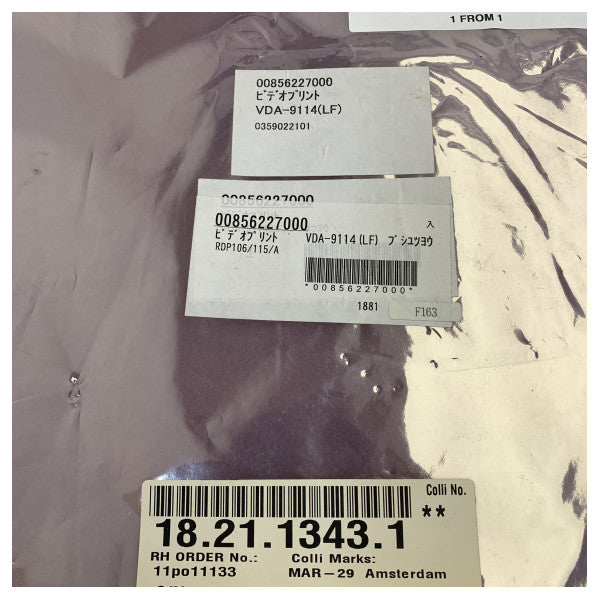 1 FROM 1
00856227000
ﾋﾞﾃﾞｵﾌﾟﾘﾝﾄ
VDA-9114(LF)
0359022101
00856227000
00856227000
入
ﾋﾞﾃﾞｵﾌﾟﾘﾝﾄ VDA-9114(LF) ﾌﾞｼﾕﾂﾖｳ
RDP106/115/A
*00856227000*
1881
F163
Colli No.
**
18.21.1343.1
RH ORDER No.: Colli Marks:
11po11133 MAR-29 Amsterdam